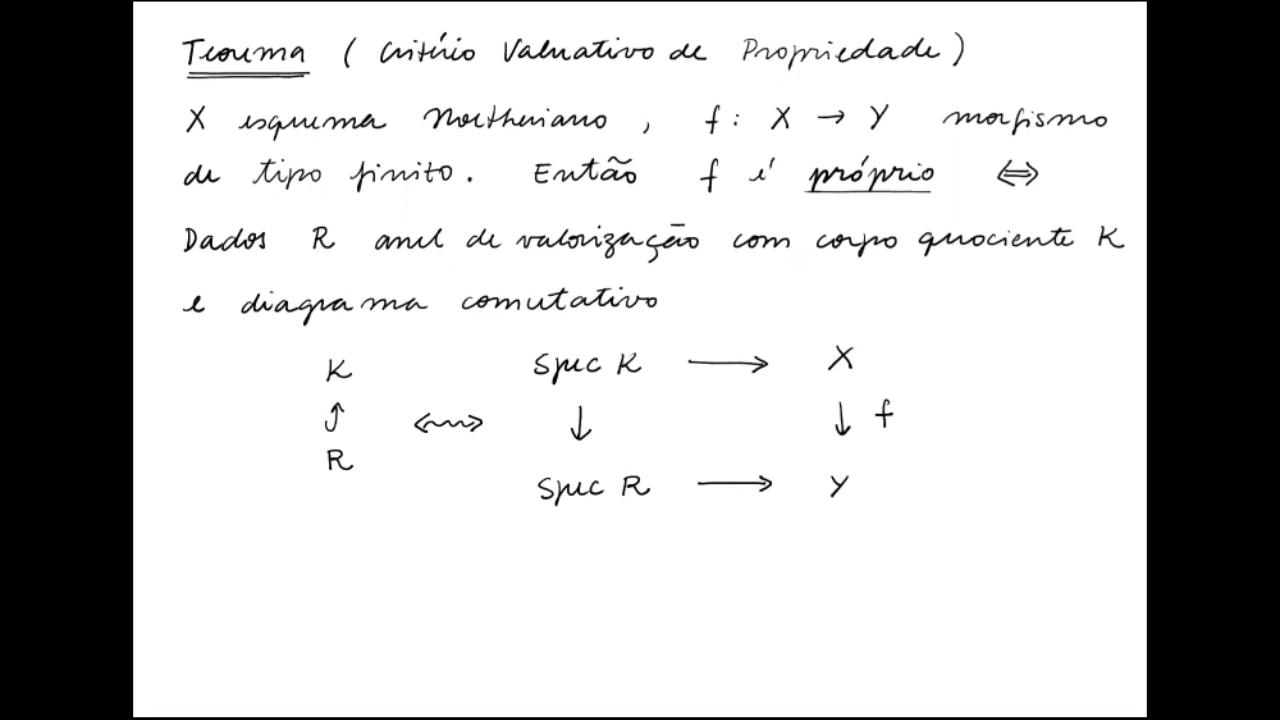 Teorema ( Critério Valuativo de Propriedade )
X esquema Noetheriano , f : X → Y morfismo
de tipo finito . Então f é próprio ⇔
Dados R anel de valorização com corpo quociente K
e diagrama comutativo
K Spec K ⟶ X
↑ ↭ ↓ ↓ f
R Spec R ⟶ Y